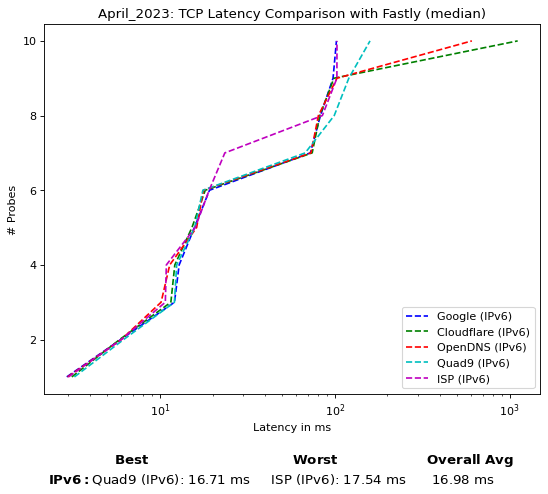 April_2023: TCP Latency Comparison with Fastly (median)
10
8
6
4
2
# Probes
Google (IPv6)
Cloudflare (IPv6)
OpenDNS (IPv6)
Quad9 (IPv6)
ISP (IPv6)
10¹ 10² 10³
Latency in ms
Best Worst Overall Avg
IPv6: Quad9 (IPv6): 16.71 ms ISP (IPv6): 17.54 ms 16.98 ms